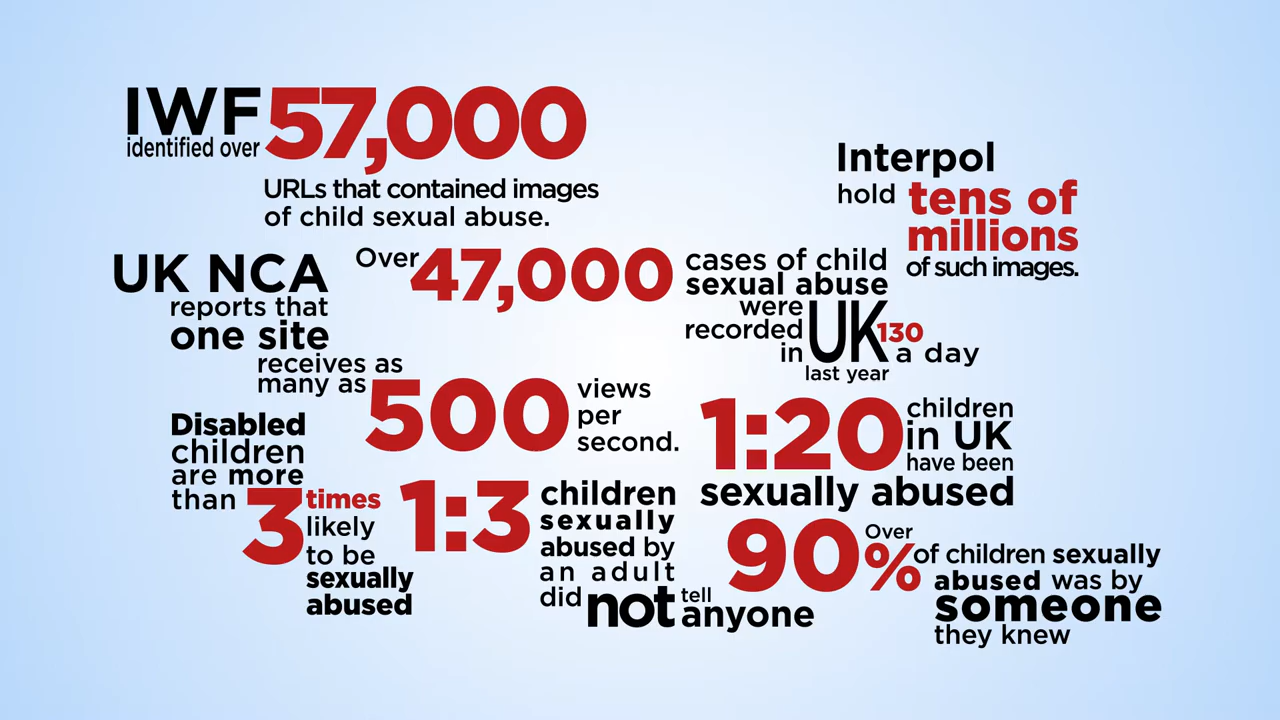 IWF
identified over 57,000
URLs that contained images
of child sexual abuse.
Interpol
hold tens of
millions
of such images.
UK NCA
reports that
one site
receives as
many as 500 views
per
second.
Over 47,000 cases of child
sexual abuse
were
recorded
in UK 130
a day
last year
1:20 children
in UK
have been
sexually abused
Disabled
children
are more
than 3 times
likely
to be
sexually
abused
1:3 children
sexually
abused by
an adult
did not tell
anyone
Over
90% of children sexually
abused was by
someone
they knew